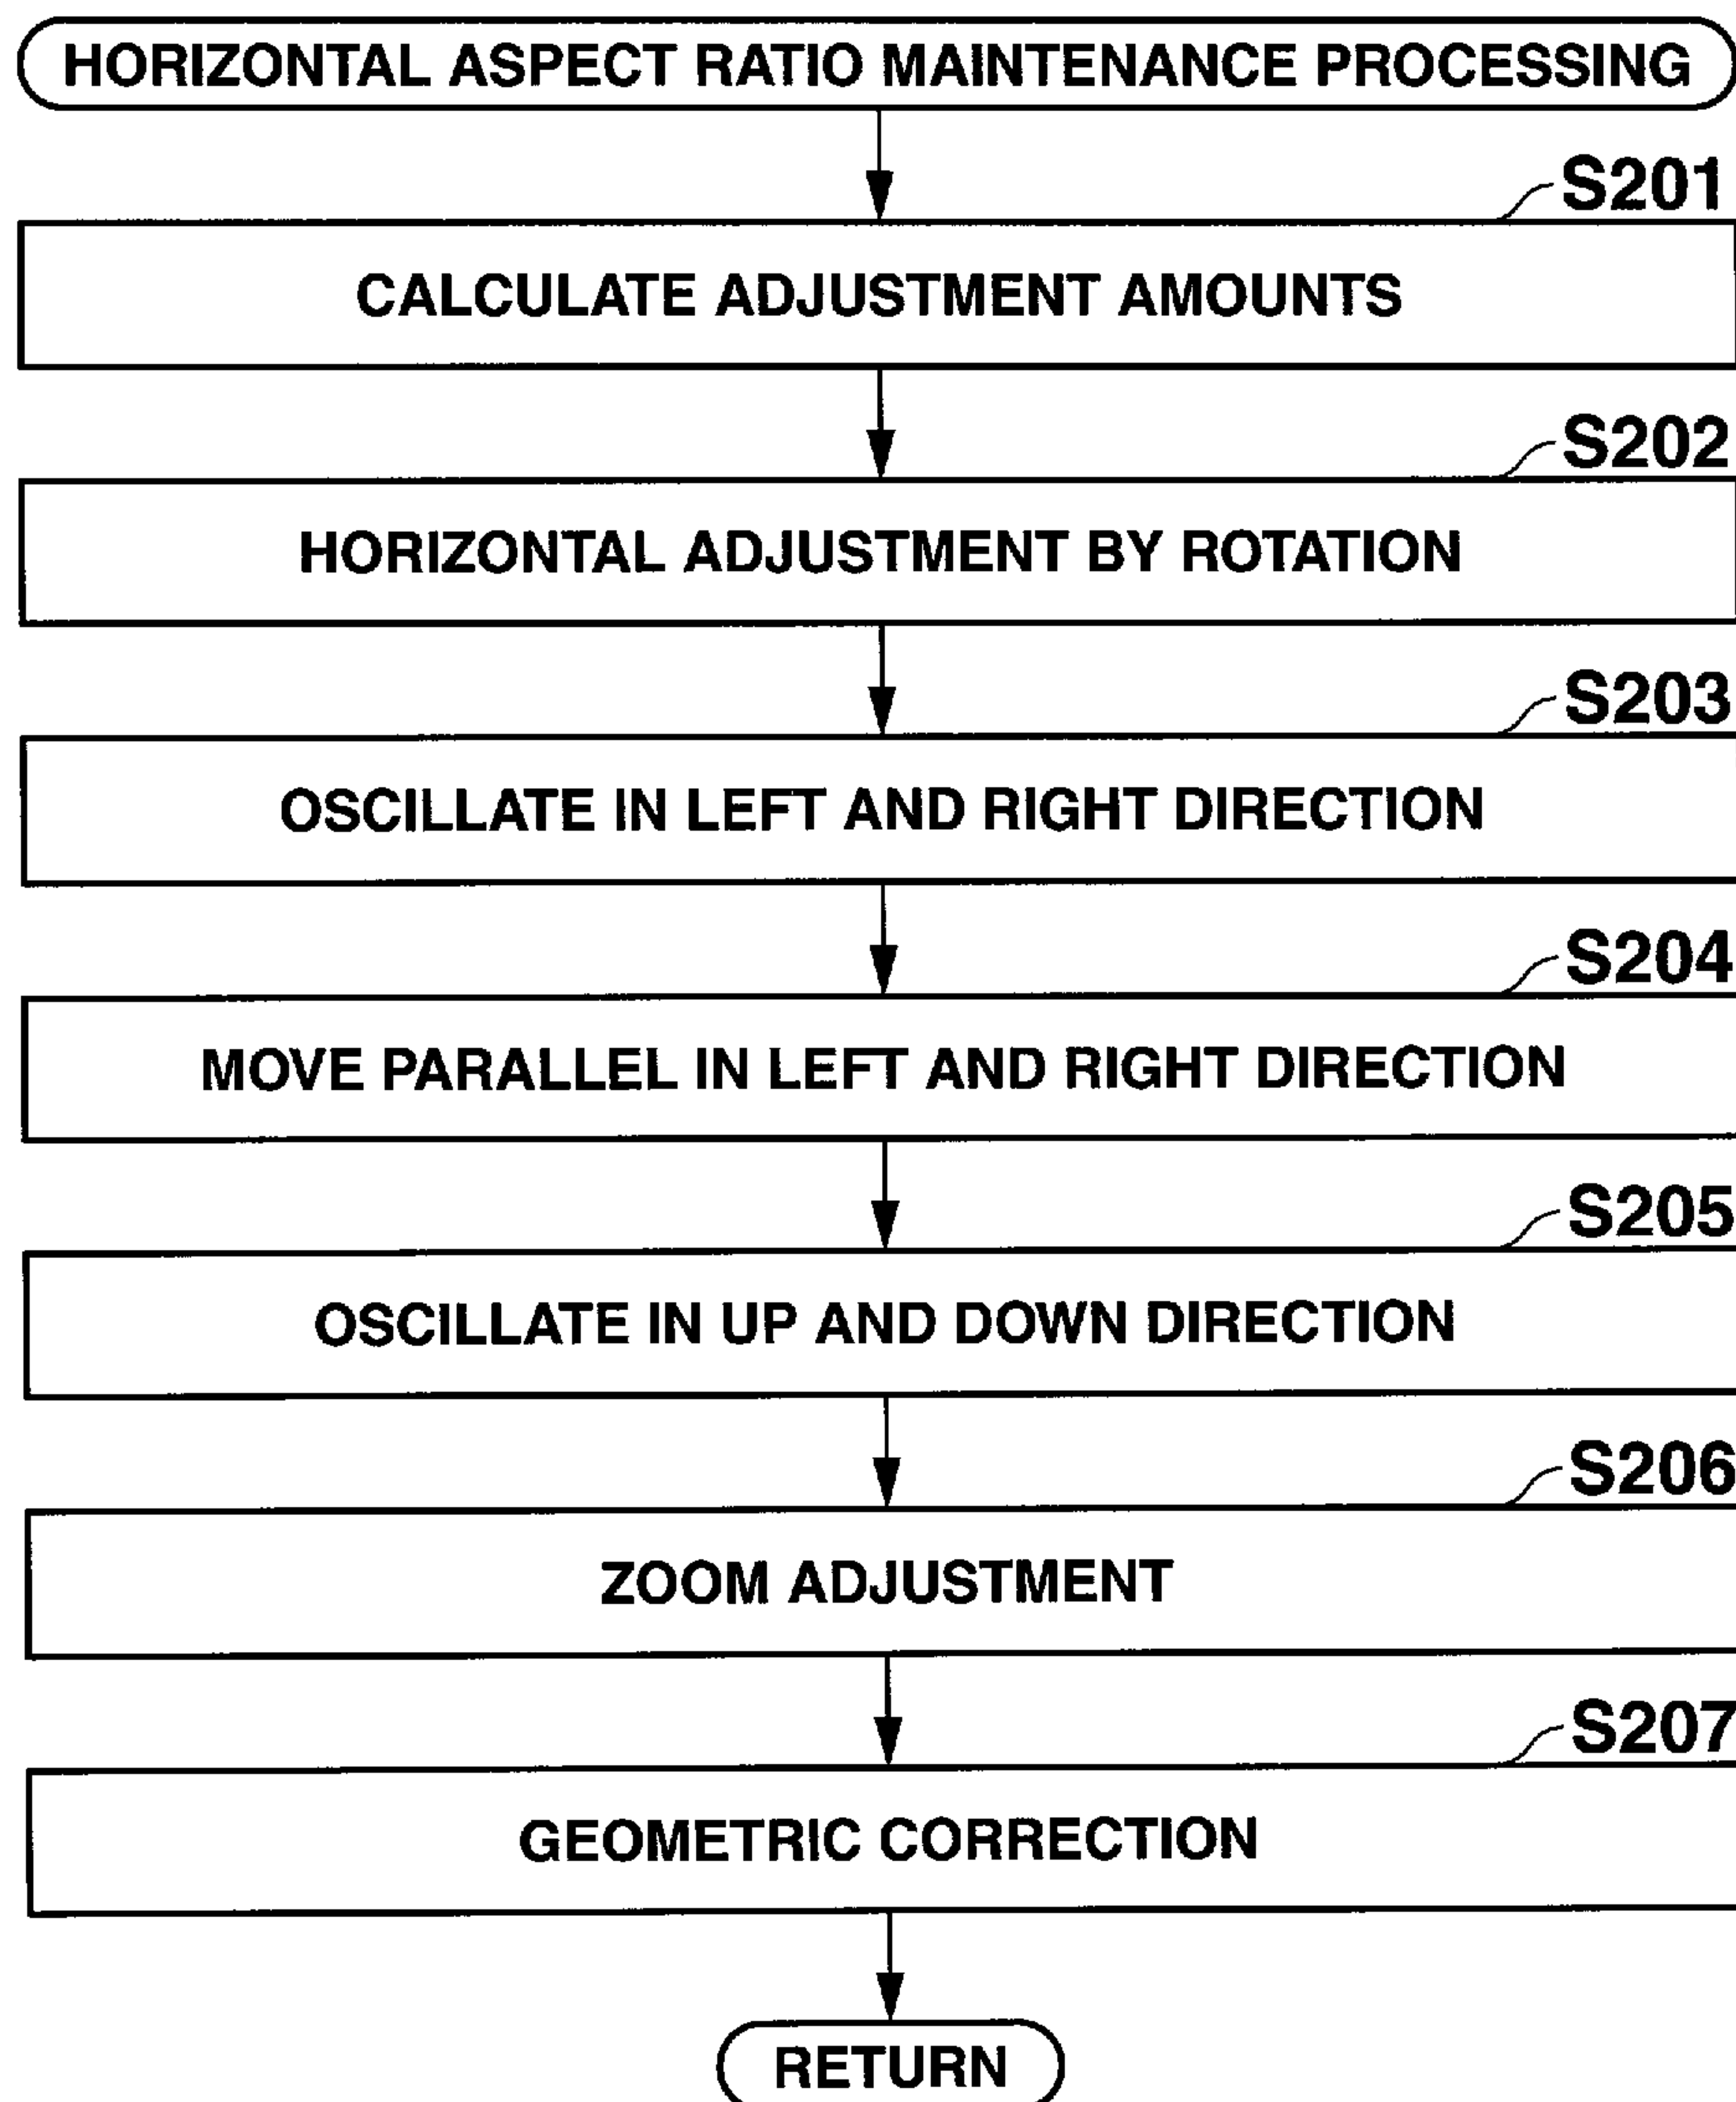 HORIZONTAL ASPECT RATIO MAINTENANCE PROCESSING
S201
CALCULATE ADJUSTMENT AMOUNTS
S202
HORIZONTAL ADJUSTMENT BY ROTATION
S203
OSCILLATE IN LEFT AND RIGHT DIRECTION
S204
MOVE PARALLEL IN LEFT AND RIGHT DIRECTION
S205
OSCILLATE IN UP AND DOWN DIRECTION
S206
ZOOM ADJUSTMENT
S207
GEOMETRIC CORRECTION
RETURN